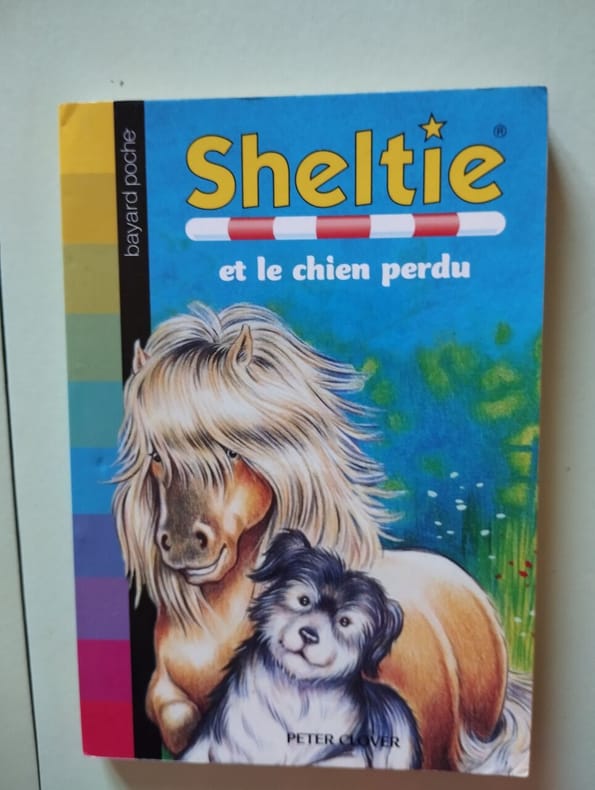 bayard poche
Sheltie®
et le chien perdu
PETER CLOVER